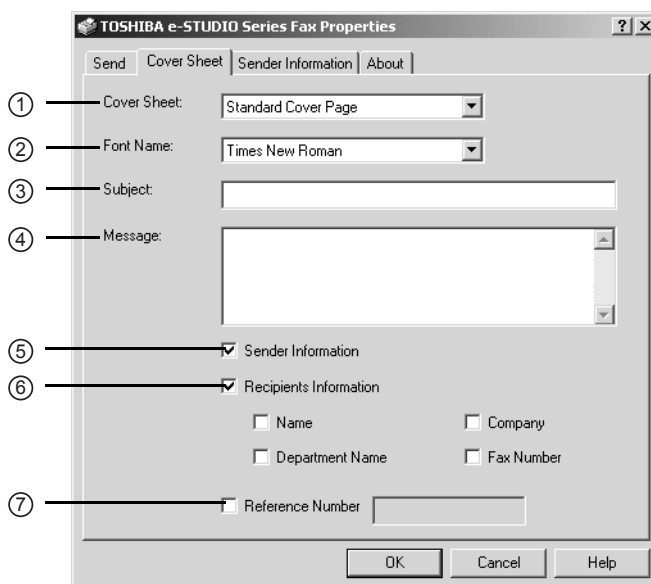 TOSHIBA e-STUDIO Series Fax Properties
Send Cover Sheet Sender Information About
① Cover Sheet: Standard Cover Page
② Font Name: Times New Roman
③ Subject:
④ Message:
⑤ Sender Information
⑥ Recipients Information
Name Company
Department Name Fax Number
⑦ Reference Number
OK Cancel Help